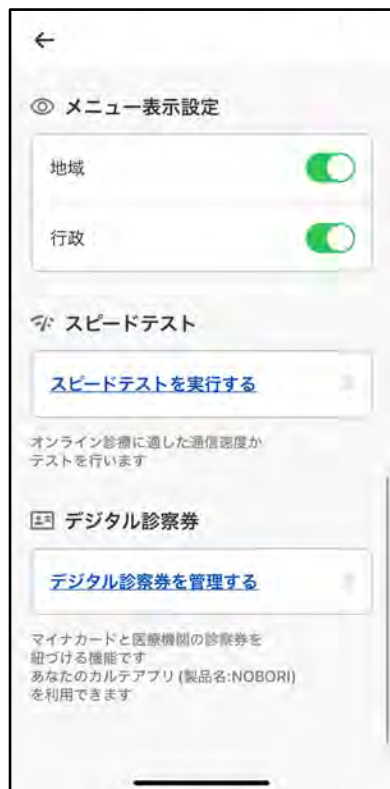 メニュー表示設定
地域
行政
スピードテスト
スピードテストを実行する
オンライン診療に適した通信速度か
テストを行います
デジタル診察券
デジタル診察券を管理する
マイナカードと医療機関の診察券を
紐づける機能です
あなたのカルテアプリ(製品名:NOBORI)
を利用できます